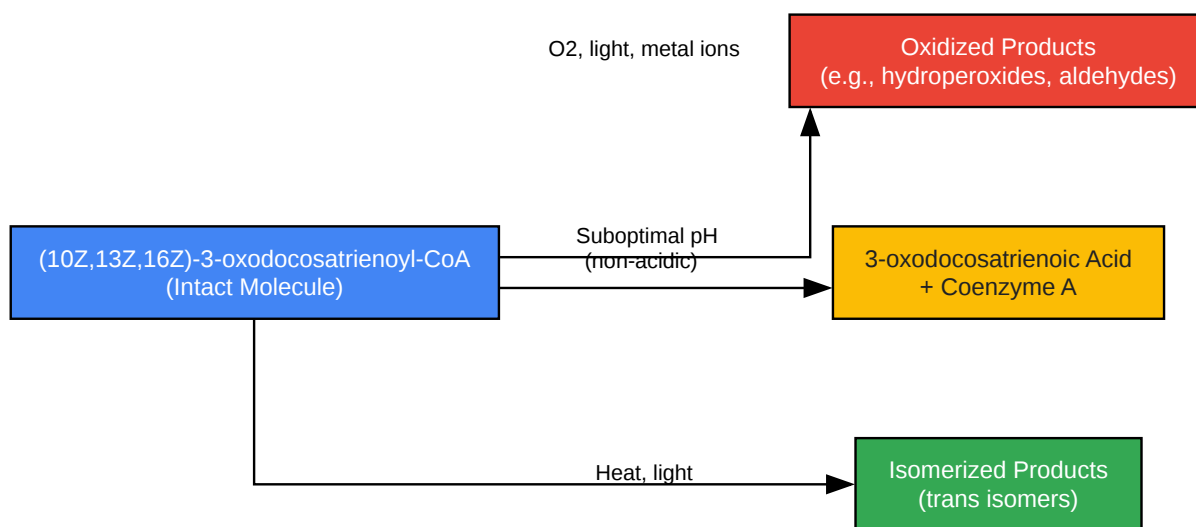 O2, light, metal ions
Oxidized Products
(e.g., hydroperoxides, aldehydes)
(10Z,13Z,16Z)-3-oxodocosatrienoyl-CoA
(Intact Molecule)
Suboptimal pH
(non-acidic)
3-oxodocosatrienoic Acid
+ Coenzyme A
Heat, light
Isomerized Products
(trans isomers)